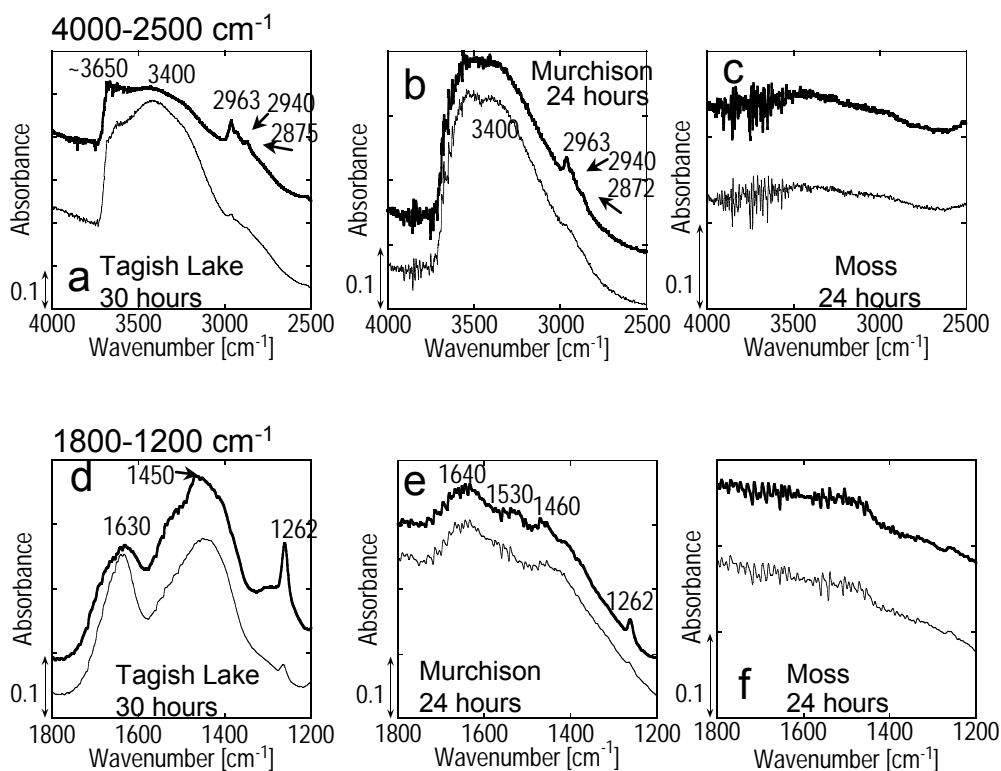 4000-2500 cm-1
~3650
3400
2963
2940
2875
Absorbance
0.1
a
Tagish Lake
30 hours
4000
3500
3000
2500
Wavenumber [cm-1]
b
Murchison
24 hours
3400
2963
2940
2872
Absorbance
0.1
4000
3500
3000
2500
Wavenumber [cm-1]
c
Absorbance
0.1
Moss
24 hours
4000
3500
3000
2500
Wavenumber [cm-1]
1800-1200 cm-1
d
1450
1630
1262
Absorbance
0.1
Tagish Lake
30 hours
1800
1600
1400
1200
Wavenumber [cm-1]
e
1640
1530
1460
1262
Absorbance
0.1
Murchison
24 hours
1800
1600
1400
1200
Wavenumber [cm-1]
Absorbance
0.1
f
Moss
24 hours
1800
1600
1400
1200
Wavenumber [cm-1]